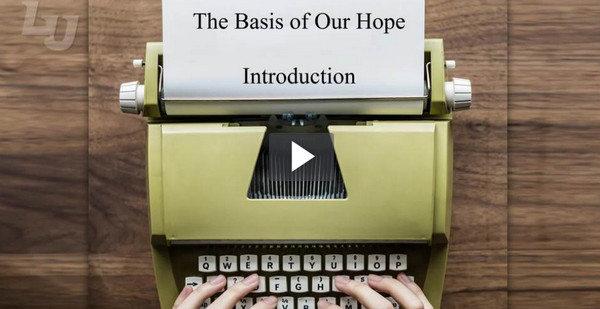 LU
The Basis of Our Hope
Introduction
Q W E R T Y U I O P
F G H